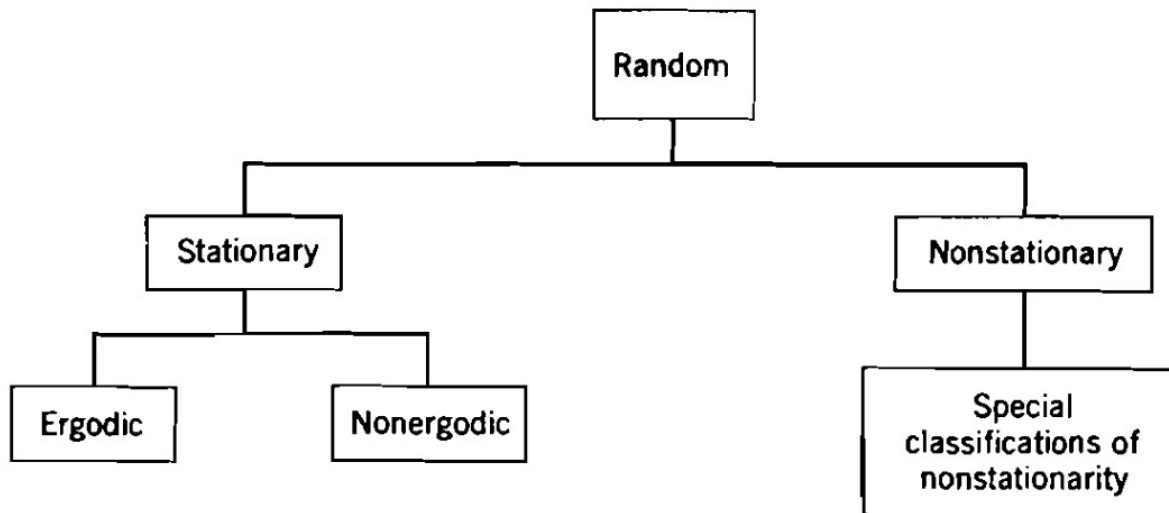 Random
Stationary
Nonstationary
Ergodic
Nonergodic
Special
classifications of
nonstationarity